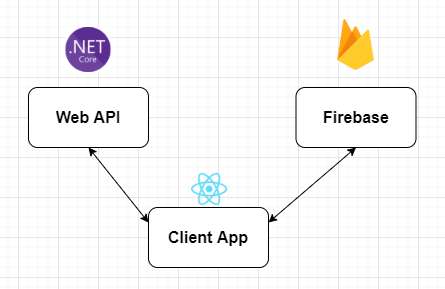 .NET
Core
Web API
Firebase
Client App